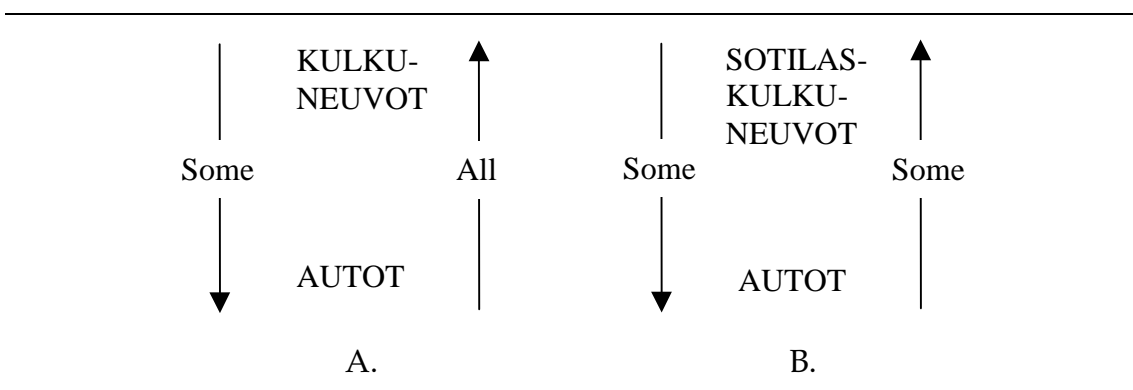 KULKU-
NEUVOT
SOTILAS-
KULKU-
NEUVOT
Some
All
Some
Some
AUTOT
AUTOT
A.
B.